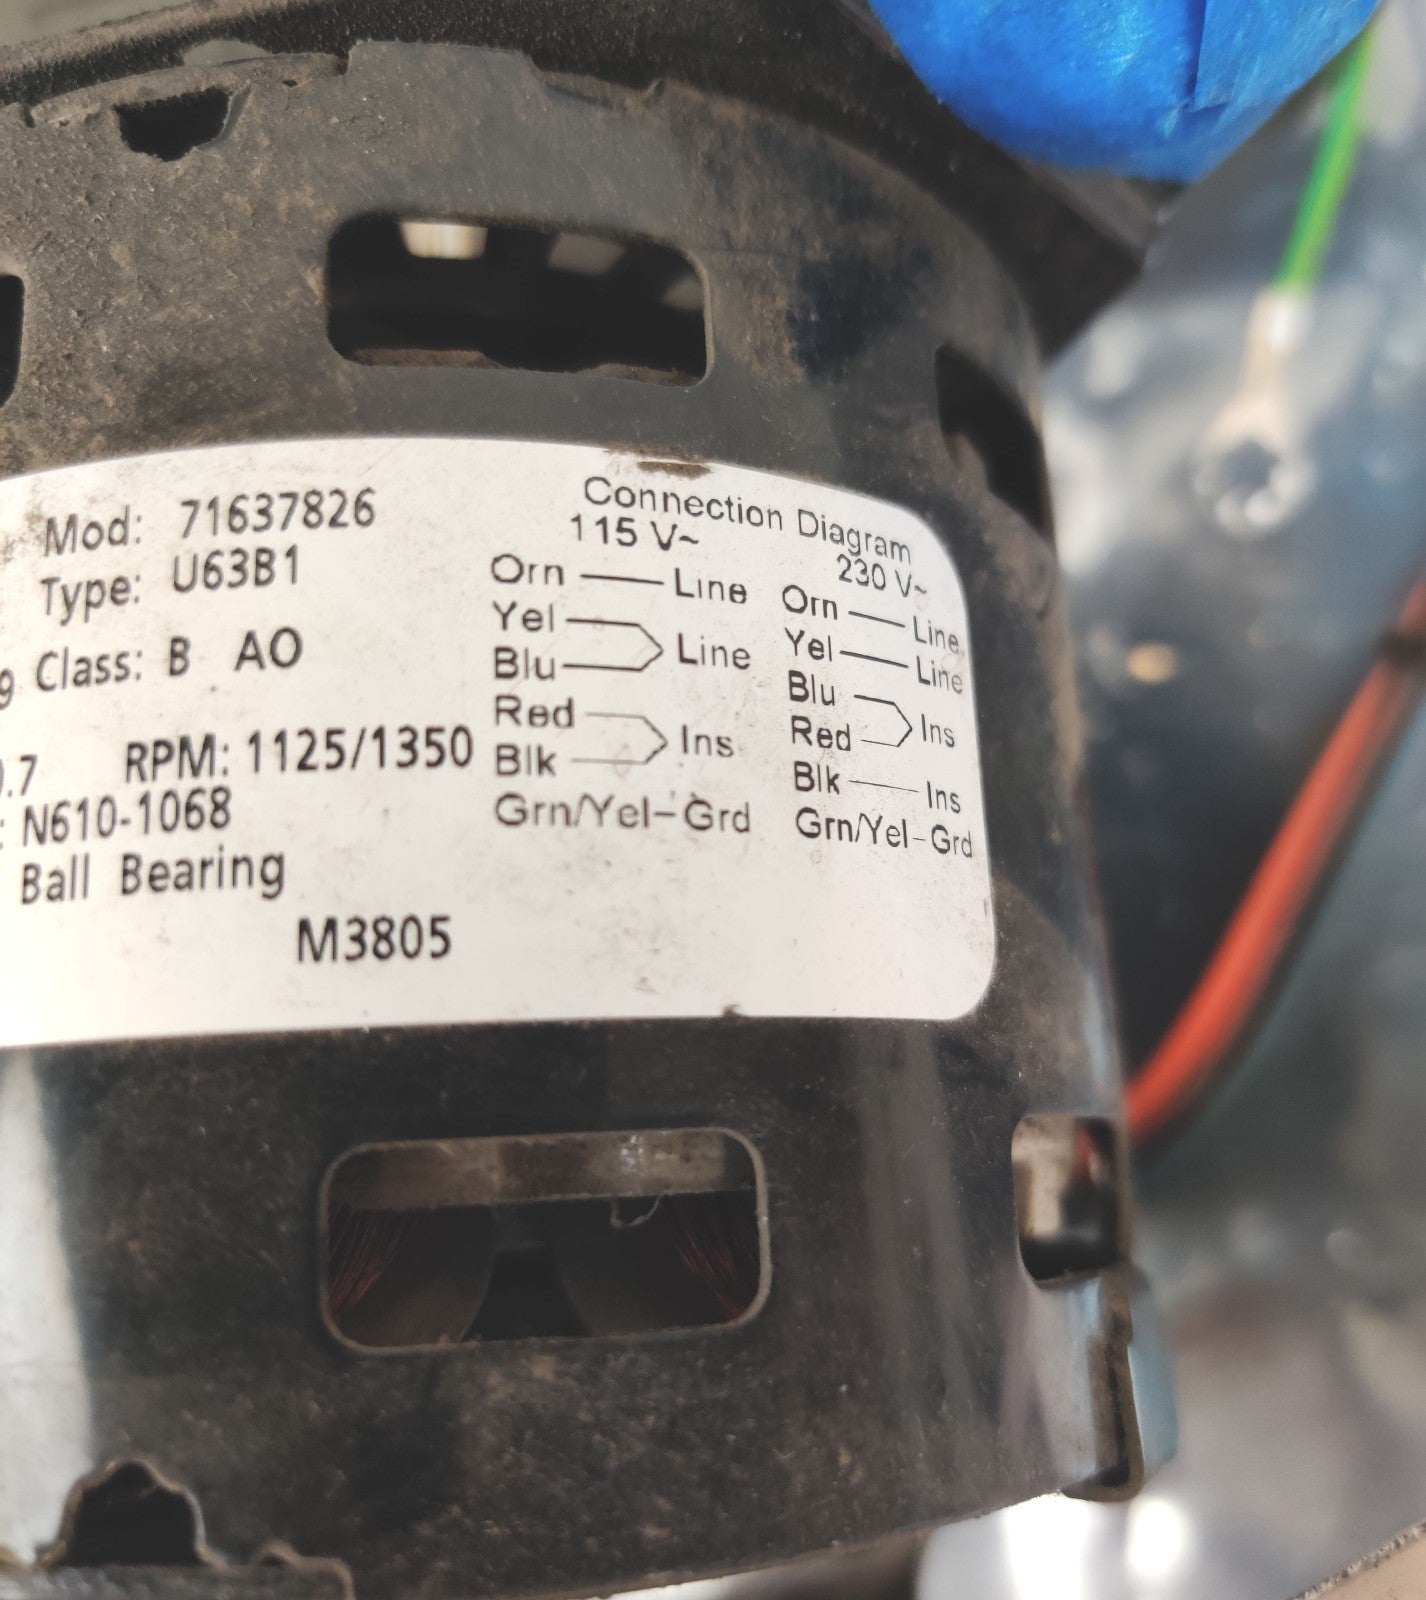 Mod: 71637826
Type: U63B1
9 Class: B AO
.7 RPM: 1125/1350
: N610-1068
Ball Bearing
M3805
Connection Diagram
115 V~
Orn Line
Yel
Blu Line
Red
Blk Ins
Grn/Yel-Grd
230 V~
Orn Line
Yel Line
Blu
Red Ins
Blk Ins
Grn/Yel-Grd